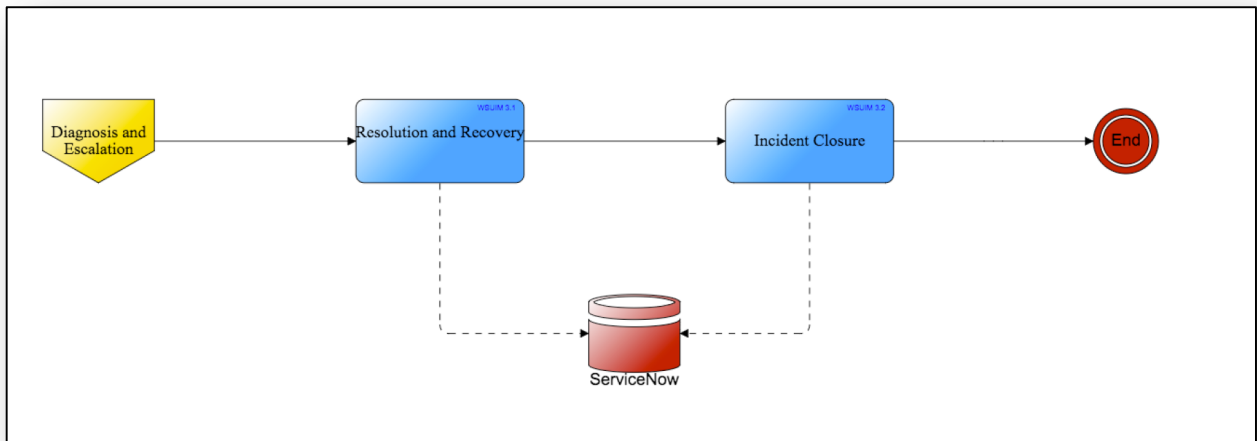 WSUIM 3.1
WSUIM 3.2
Diagnosis and
Escalation
Resolution and Recovery
Incident Closure
End
ServiceNow